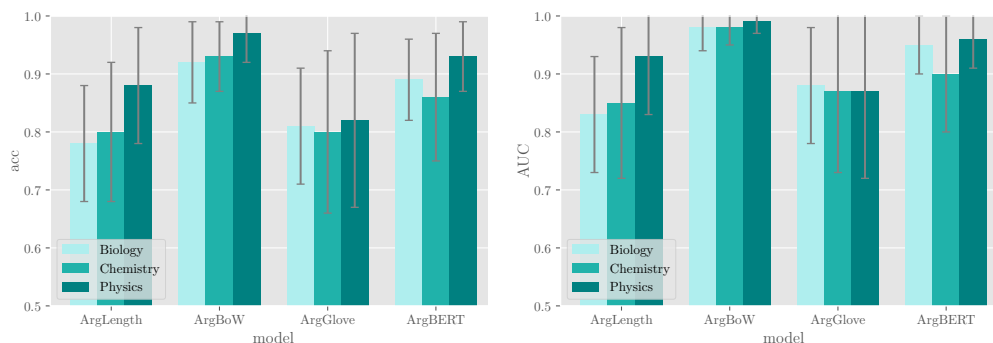 1.0
0.9
0.8
0.7
0.6
0.5
acc
Biology
Chemistry
Physics
ArgLength ArgBoW ArgGlove ArgBERT
model
1.0
0.9
0.8
0.7
0.6
0.5
AUC
Biology
Chemistry
Physics
ArgLength ArgBoW ArgGlove ArgBERT
model